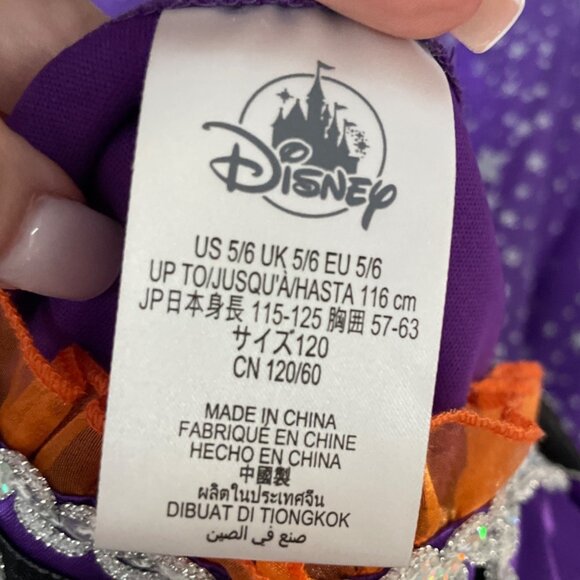 Disney
US 5/6 UK 5/6 EU 5/6
UP TO/JUSQU'À/HASTA 116 cm
JP日本身長 115-125 胸囲 57-63
サイズ120
CN 120/60
MADE IN CHINA
FABRIQUÉ EN CHINE
HECHO EN CHINA
中國製
ผลิตในประเทศจีน
DIBUAT DI TIONGKOK
صنع في الصين